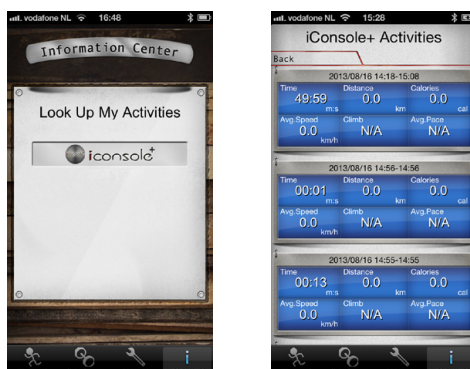 vodafone NL 16:48
Information Center
Look Up My Activities
iconsole+
i
vodafone NL 15:28
iConsole+ Activities
Back
2013/08/16 14:18-15:08
Time Distance Calories
49:59 0.0 0.0
m:s km cal
Avg.Speed Climb Avg.Pace
0.0 N/A N/A
km/h
2013/08/16 14:56-14:56
Time Distance Calories
00:01 0.0 0.0
m:s km cal
Avg.Speed Climb Avg.Pace
0.0 N/A N/A
km/h
2013/08/16 14:55-14:55
Time Distance Calories
00:13 0.0 0.0
m:s km cal
Avg.Speed Climb Avg.Pace
0.0 N/A N/A
km/h
i